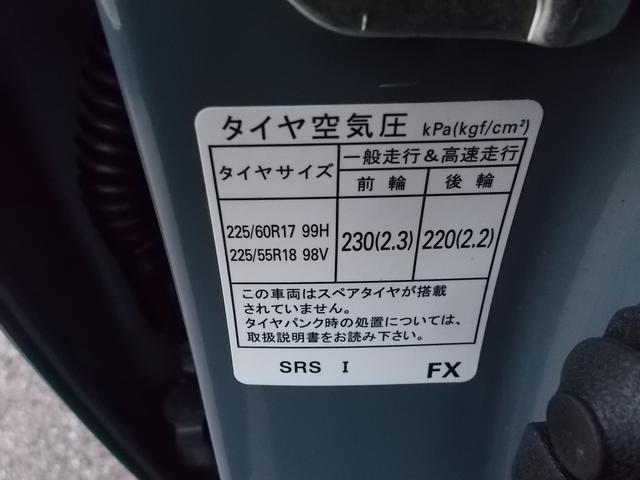 タイヤ空気圧 kPa(kgf/cm²)
タイヤサイズ 一般走行&高速走行
前輪 後輪
225/60R17 99H 230(2.3) 220(2.2)
225/55R18 98V
この車両はスペアタイヤが搭載
されていません。
タイヤパンク時の処置については、
取扱説明書をお読み下さい。
SRS I FX